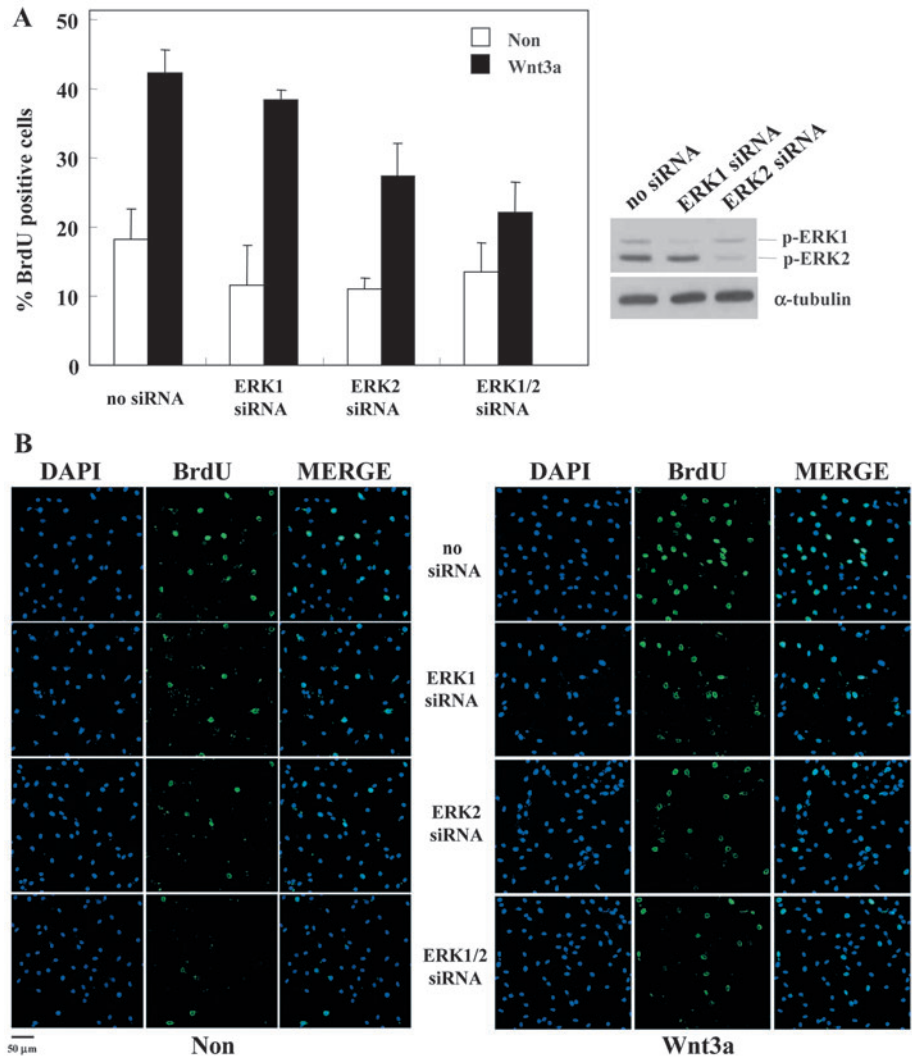 A
50
40
30
20
10
0
% BrdU positive cells
Non
Wnt3a
no siRNA
ERK1 siRNA
ERK2 siRNA
ERK1/2 siRNA
no siRNA
ERK1 siRNA
ERK2 siRNA
p-ERK1
p-ERK2
α-tubulin
B
DAPI BrdU MERGE
DAPI BrdU MERGE
no siRNA
ERK1 siRNA
ERK2 siRNA
ERK1/2 siRNA
50 μm
Non
Wnt3a